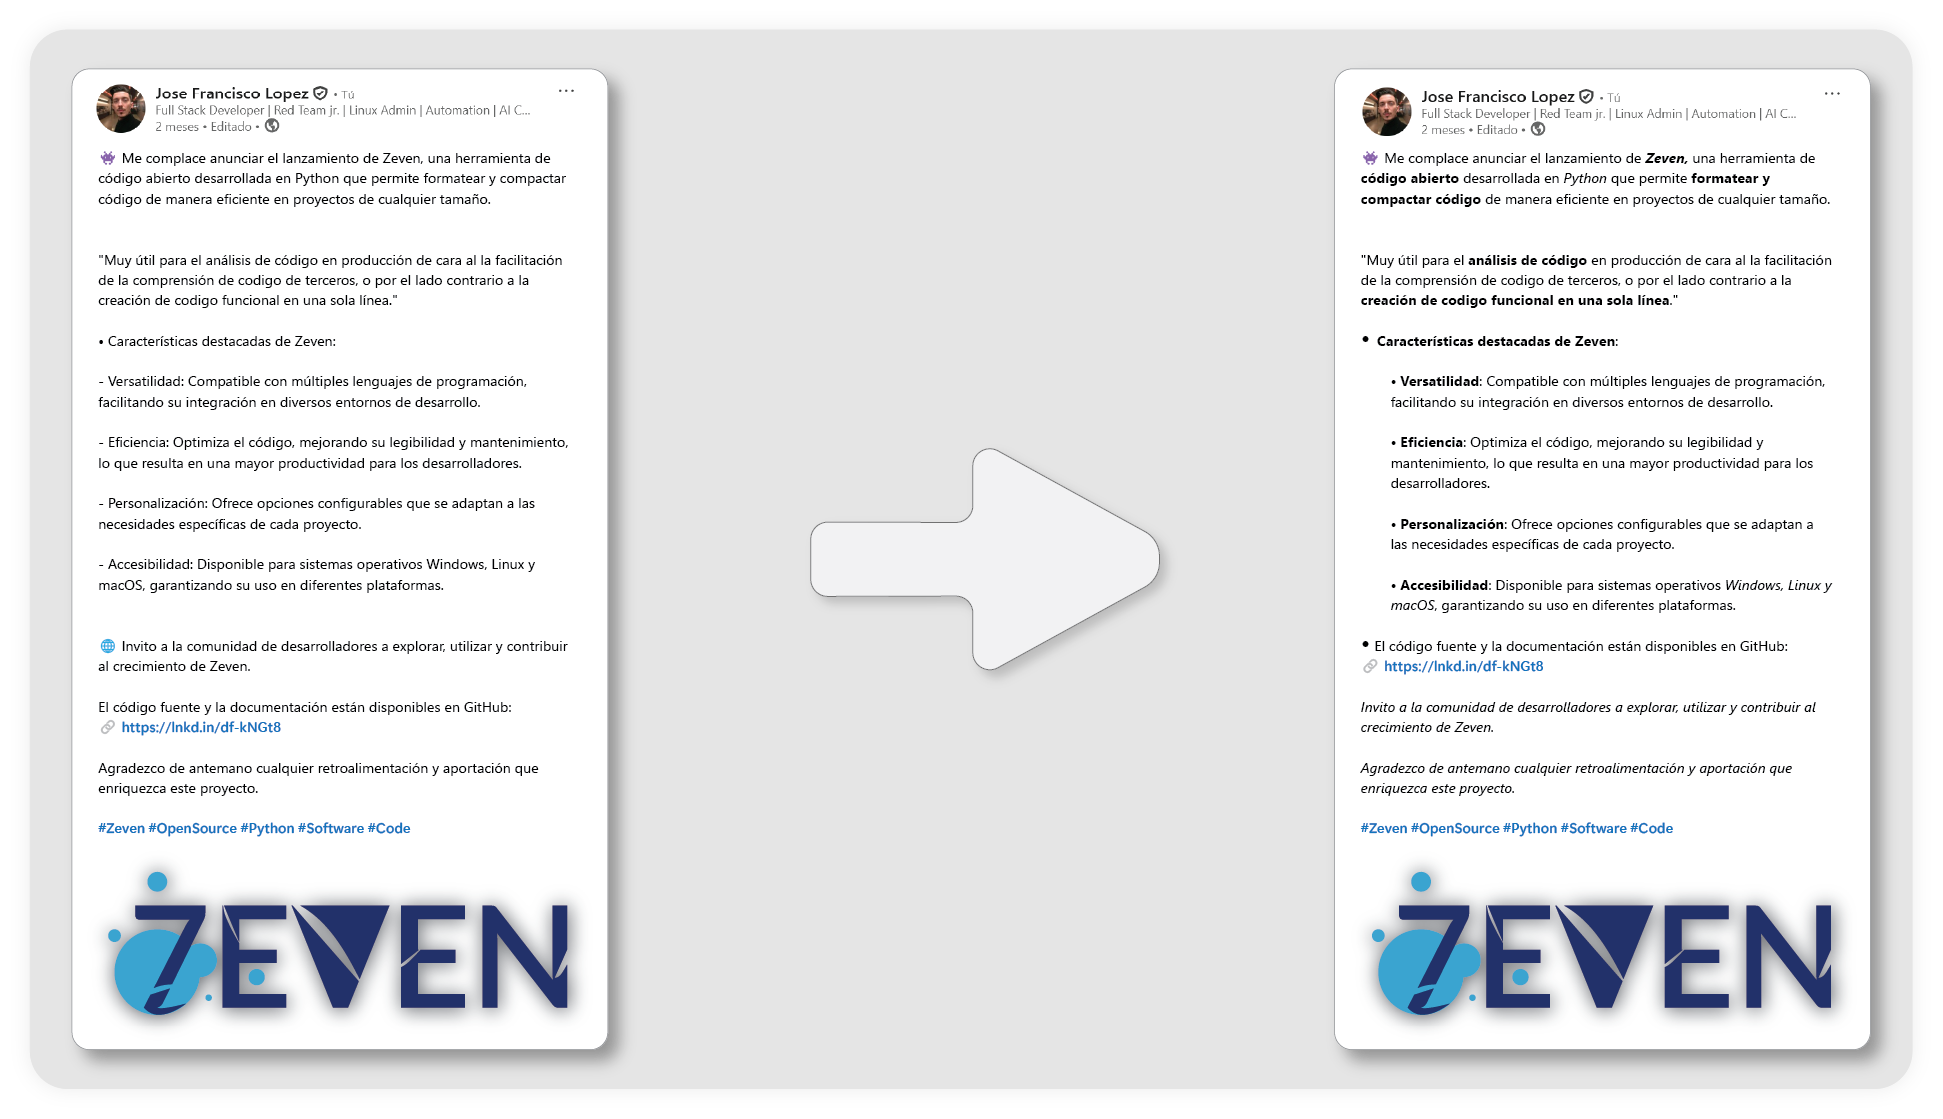 Jose Francisco Lopez • Tú
Full Stack Developer | Red Team jr. | Linux Admin | Automation | AI C...
2 meses • Editado •
Me complace anunciar el lanzamiento de Zeven, una herramienta de
código abierto desarrollada en Python que permite formatear y compactar
código de manera eficiente en proyectos de cualquier tamaño.
"Muy útil para el análisis de código en producción de cara al la facilitación
de la comprensión de codigo de terceros, o por el lado contrario a la
creación de codigo funcional en una sola línea."
• Características destacadas de Zeven:
- Versatilidad: Compatible con múltiples lenguajes de programación,
facilitando su integración en diversos entornos de desarrollo.
- Eficiencia: Optimiza el código, mejorando su legibilidad y mantenimiento,
lo que resulta en una mayor productividad para los desarrolladores.
- Personalización: Ofrece opciones configurables que se adaptan a las
necesidades específicas de cada proyecto.
- Accesibilidad: Disponible para sistemas operativos Windows, Linux y
macOS, garantizando su uso en diferentes plataformas.
Invito a la comunidad de desarrolladores a explorar, utilizar y contribuir
al crecimiento de Zeven.
El código fuente y la documentación están disponibles en GitHub:
https://lnkd.in/df-kNGt8
Agradezco de antemano cualquier retroalimentación y aportación que
enriquezca este proyecto.
#Zeven #OpenSource #Python #Software #Code
ZEVEN
Jose Francisco Lopez • Tú
Full Stack Developer | Red Team jr. | Linux Admin | Automation | AI C...
2 meses • Editado •
Me complace anunciar el lanzamiento de Zeven, una herramienta de
código abierto desarrollada en Python que permite formatear y
compactar código de manera eficiente en proyectos de cualquier tamaño.
"Muy útil para el análisis de código en producción de cara al la facilitación
de la comprensión de codigo de terceros, o por el lado contrario a la
creación de codigo funcional en una sola línea."
• Características destacadas de Zeven:
• Versatilidad: Compatible con múltiples lenguajes de programación,
facilitando su integración en diversos entornos de desarrollo.
• Eficiencia: Optimiza el código, mejorando su legibilidad y
mantenimiento, lo que resulta en una mayor productividad para los
desarrolladores.
• Personalización: Ofrece opciones configurables que se adaptan a
las necesidades específicas de cada proyecto.
• Accesibilidad: Disponible para sistemas operativos Windows, Linux y
macOS, garantizando su uso en diferentes plataformas.
• El código fuente y la documentación están disponibles en GitHub:
https://lnkd.in/df-kNGt8
Invito a la comunidad de desarrolladores a explorar, utilizar y contribuir al
crecimiento de Zeven.
Agradezco de antemano cualquier retroalimentación y aportación que
enriquezca este proyecto.
#Zeven #OpenSource #Python #Software #Code
ZEVEN